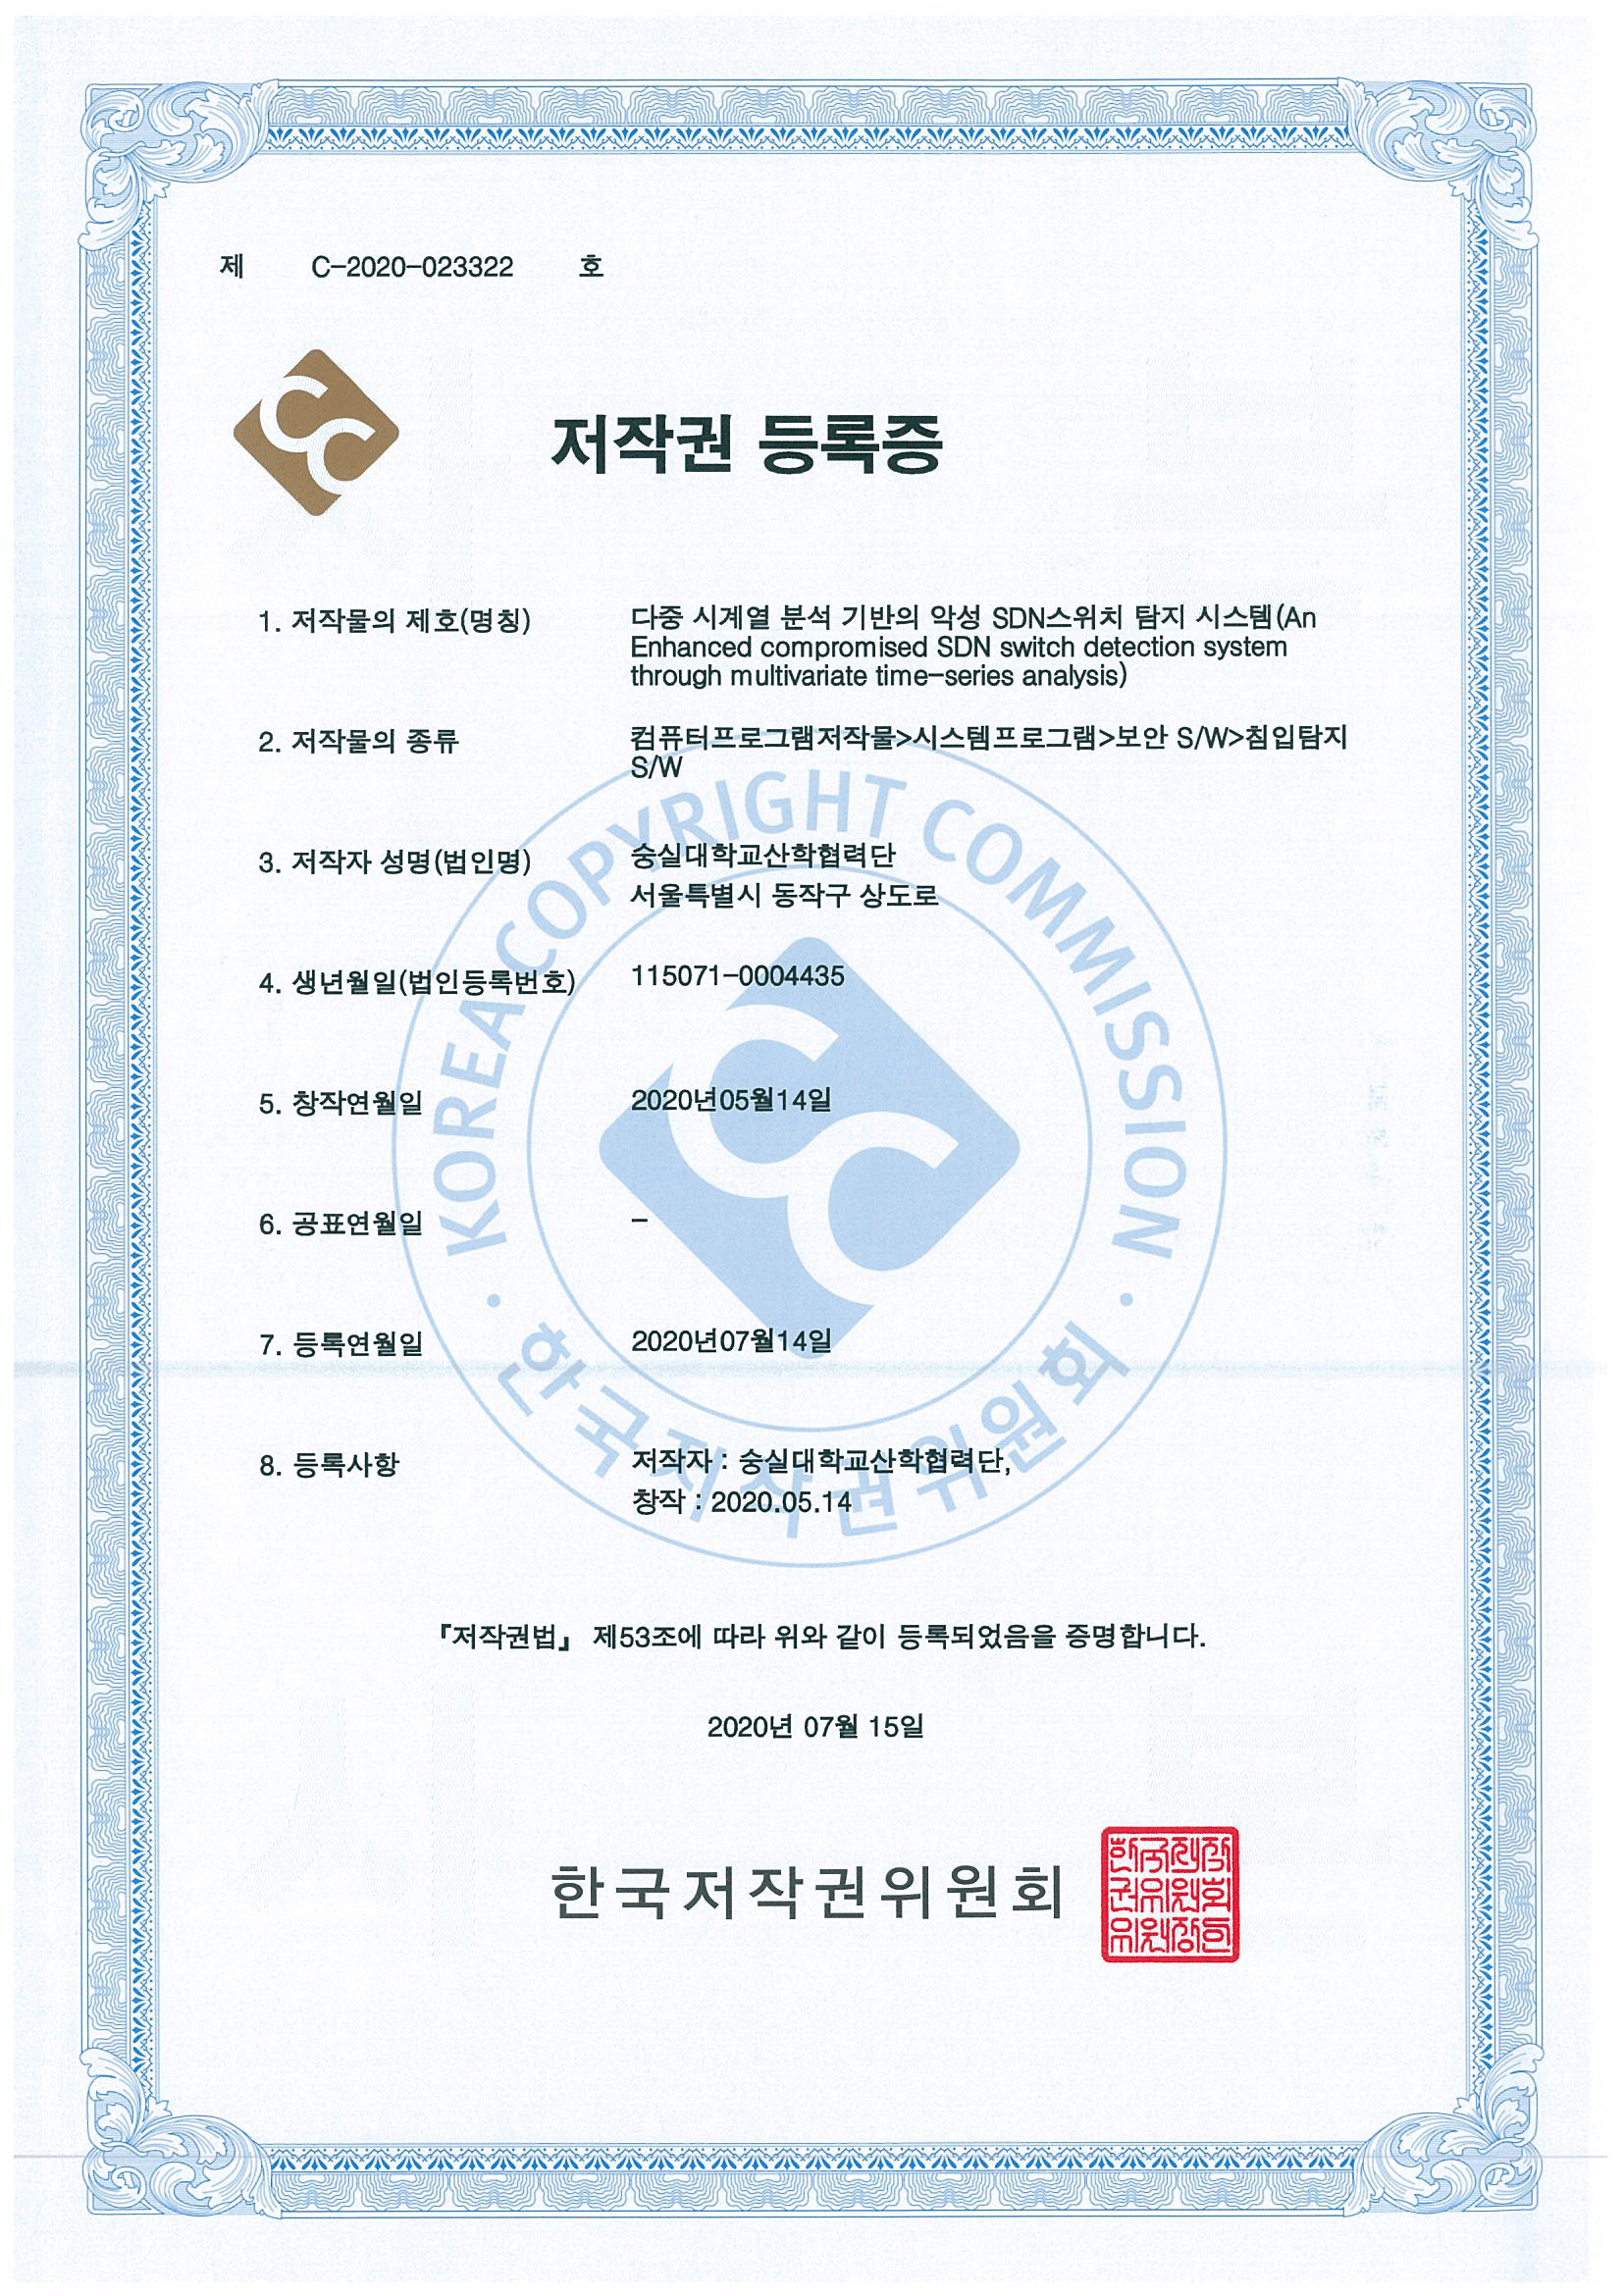 제 C-2020-023322 호
저작권 등록증
1. 저작물의 제호(명칭)
다중 시계열 분석 기반의 악성 SDN스위치 탐지 시스템(An
Enhanced compromised SDN switch detection system
through multivariate time-series analysis)
2. 저작물의 종류
컴퓨터프로그램저작물>시스템프로그램>보안 S/W>침입탐지
S/W
3. 저작자 성명(법인명)
숭실대학교산학협력단
서울특별시 동작구 상도로
4. 생년월일(법인등록번호)
115071-0004435
5. 창작연월일
2020년05월14일
6. 공표연월일
-
7. 등록연월일
2020년07월14일
8. 등록사항
저작자 : 숭실대학교산학협력단,
창작 : 2020.05.14
KOREA COPYRIGHT COMMISSION
한국저작권위원회
『저작권법』 제53조에 따라 위와 같이 등록되었음을 증명합니다.
2020년 07월 15일
한국저작권위원회